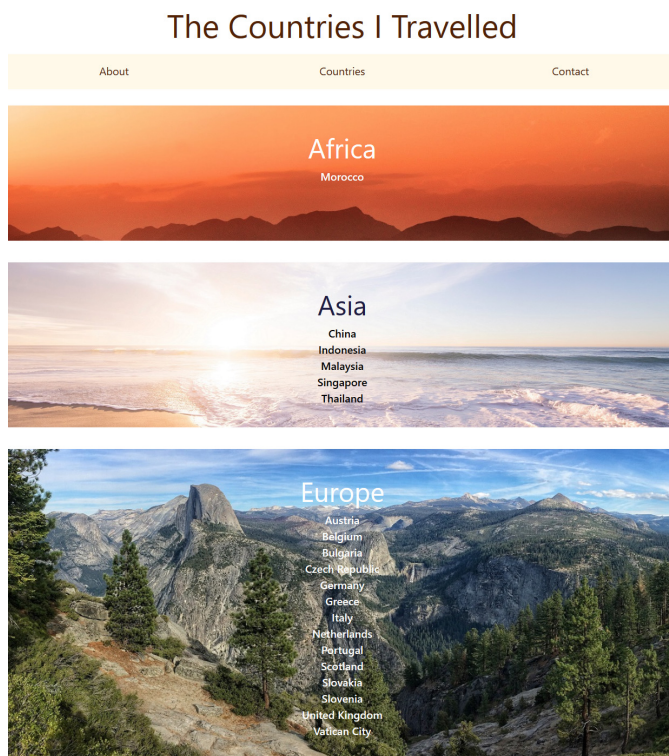 The Countries I Travelled
About Countries Contact
Africa
Morocco
Asia
China
Indonesia
Malaysia
Singapore
Thailand
Europe
Austria
Belgium
Bulgaria
Czech Republic
Germany
Greece
Italy
Netherlands
Portugal
Scotland
Slovakia
Slovenia
United Kingdom
Vatican City